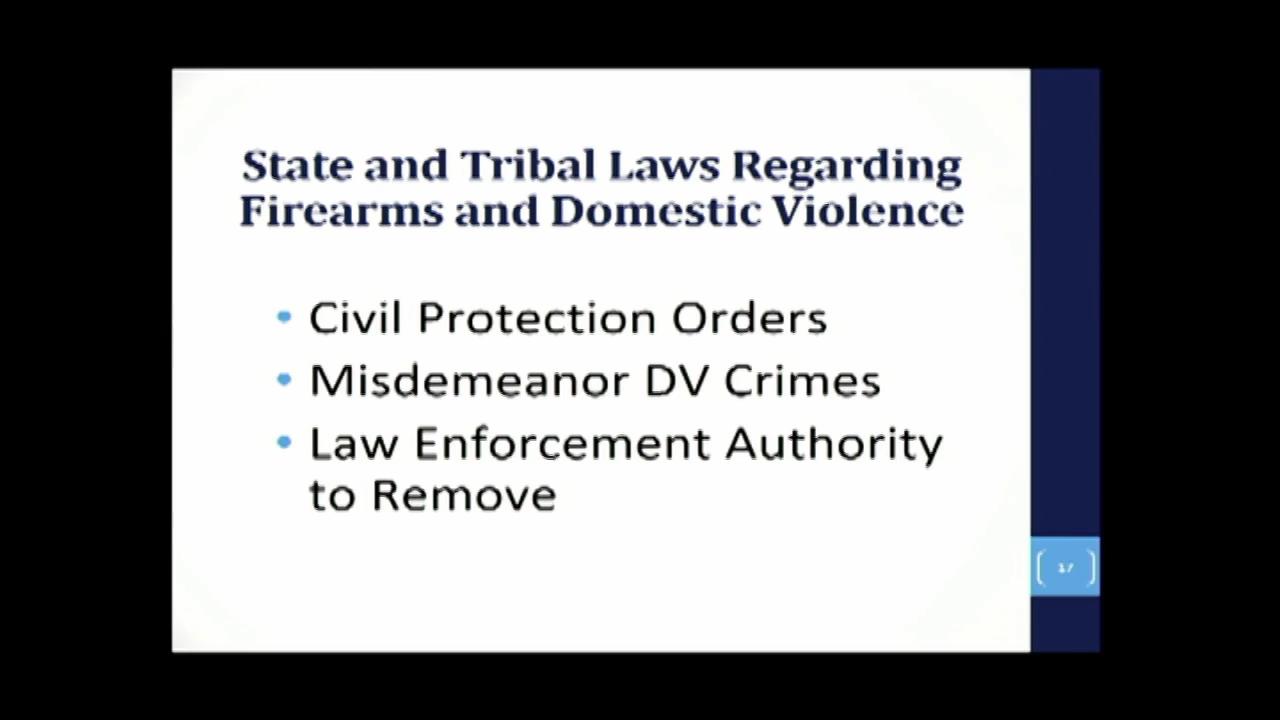 State and Tribal Laws Regarding
Firearms and Domestic Violence
• Civil Protection Orders
• Misdemeanor DV Crimes
• Law Enforcement Authority
to Remove
17